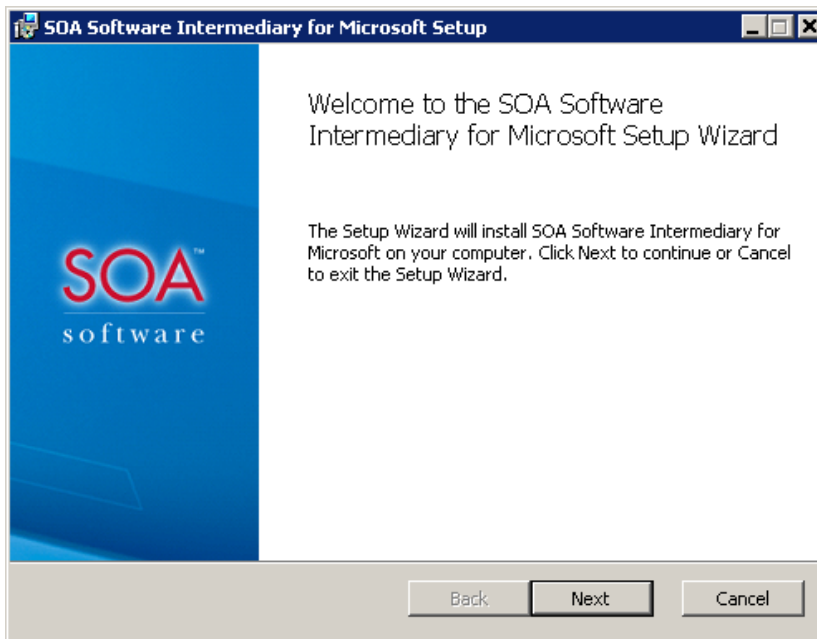 SOA Software Intermediary for Microsoft Setup
Welcome to the SOA Software
Intermediary for Microsoft Setup Wizard
The Setup Wizard will install SOA Software Intermediary for
Microsoft on your computer. Click Next to continue or Cancel
to exit the Setup Wizard.
SOA™
software
Back
Next
Cancel